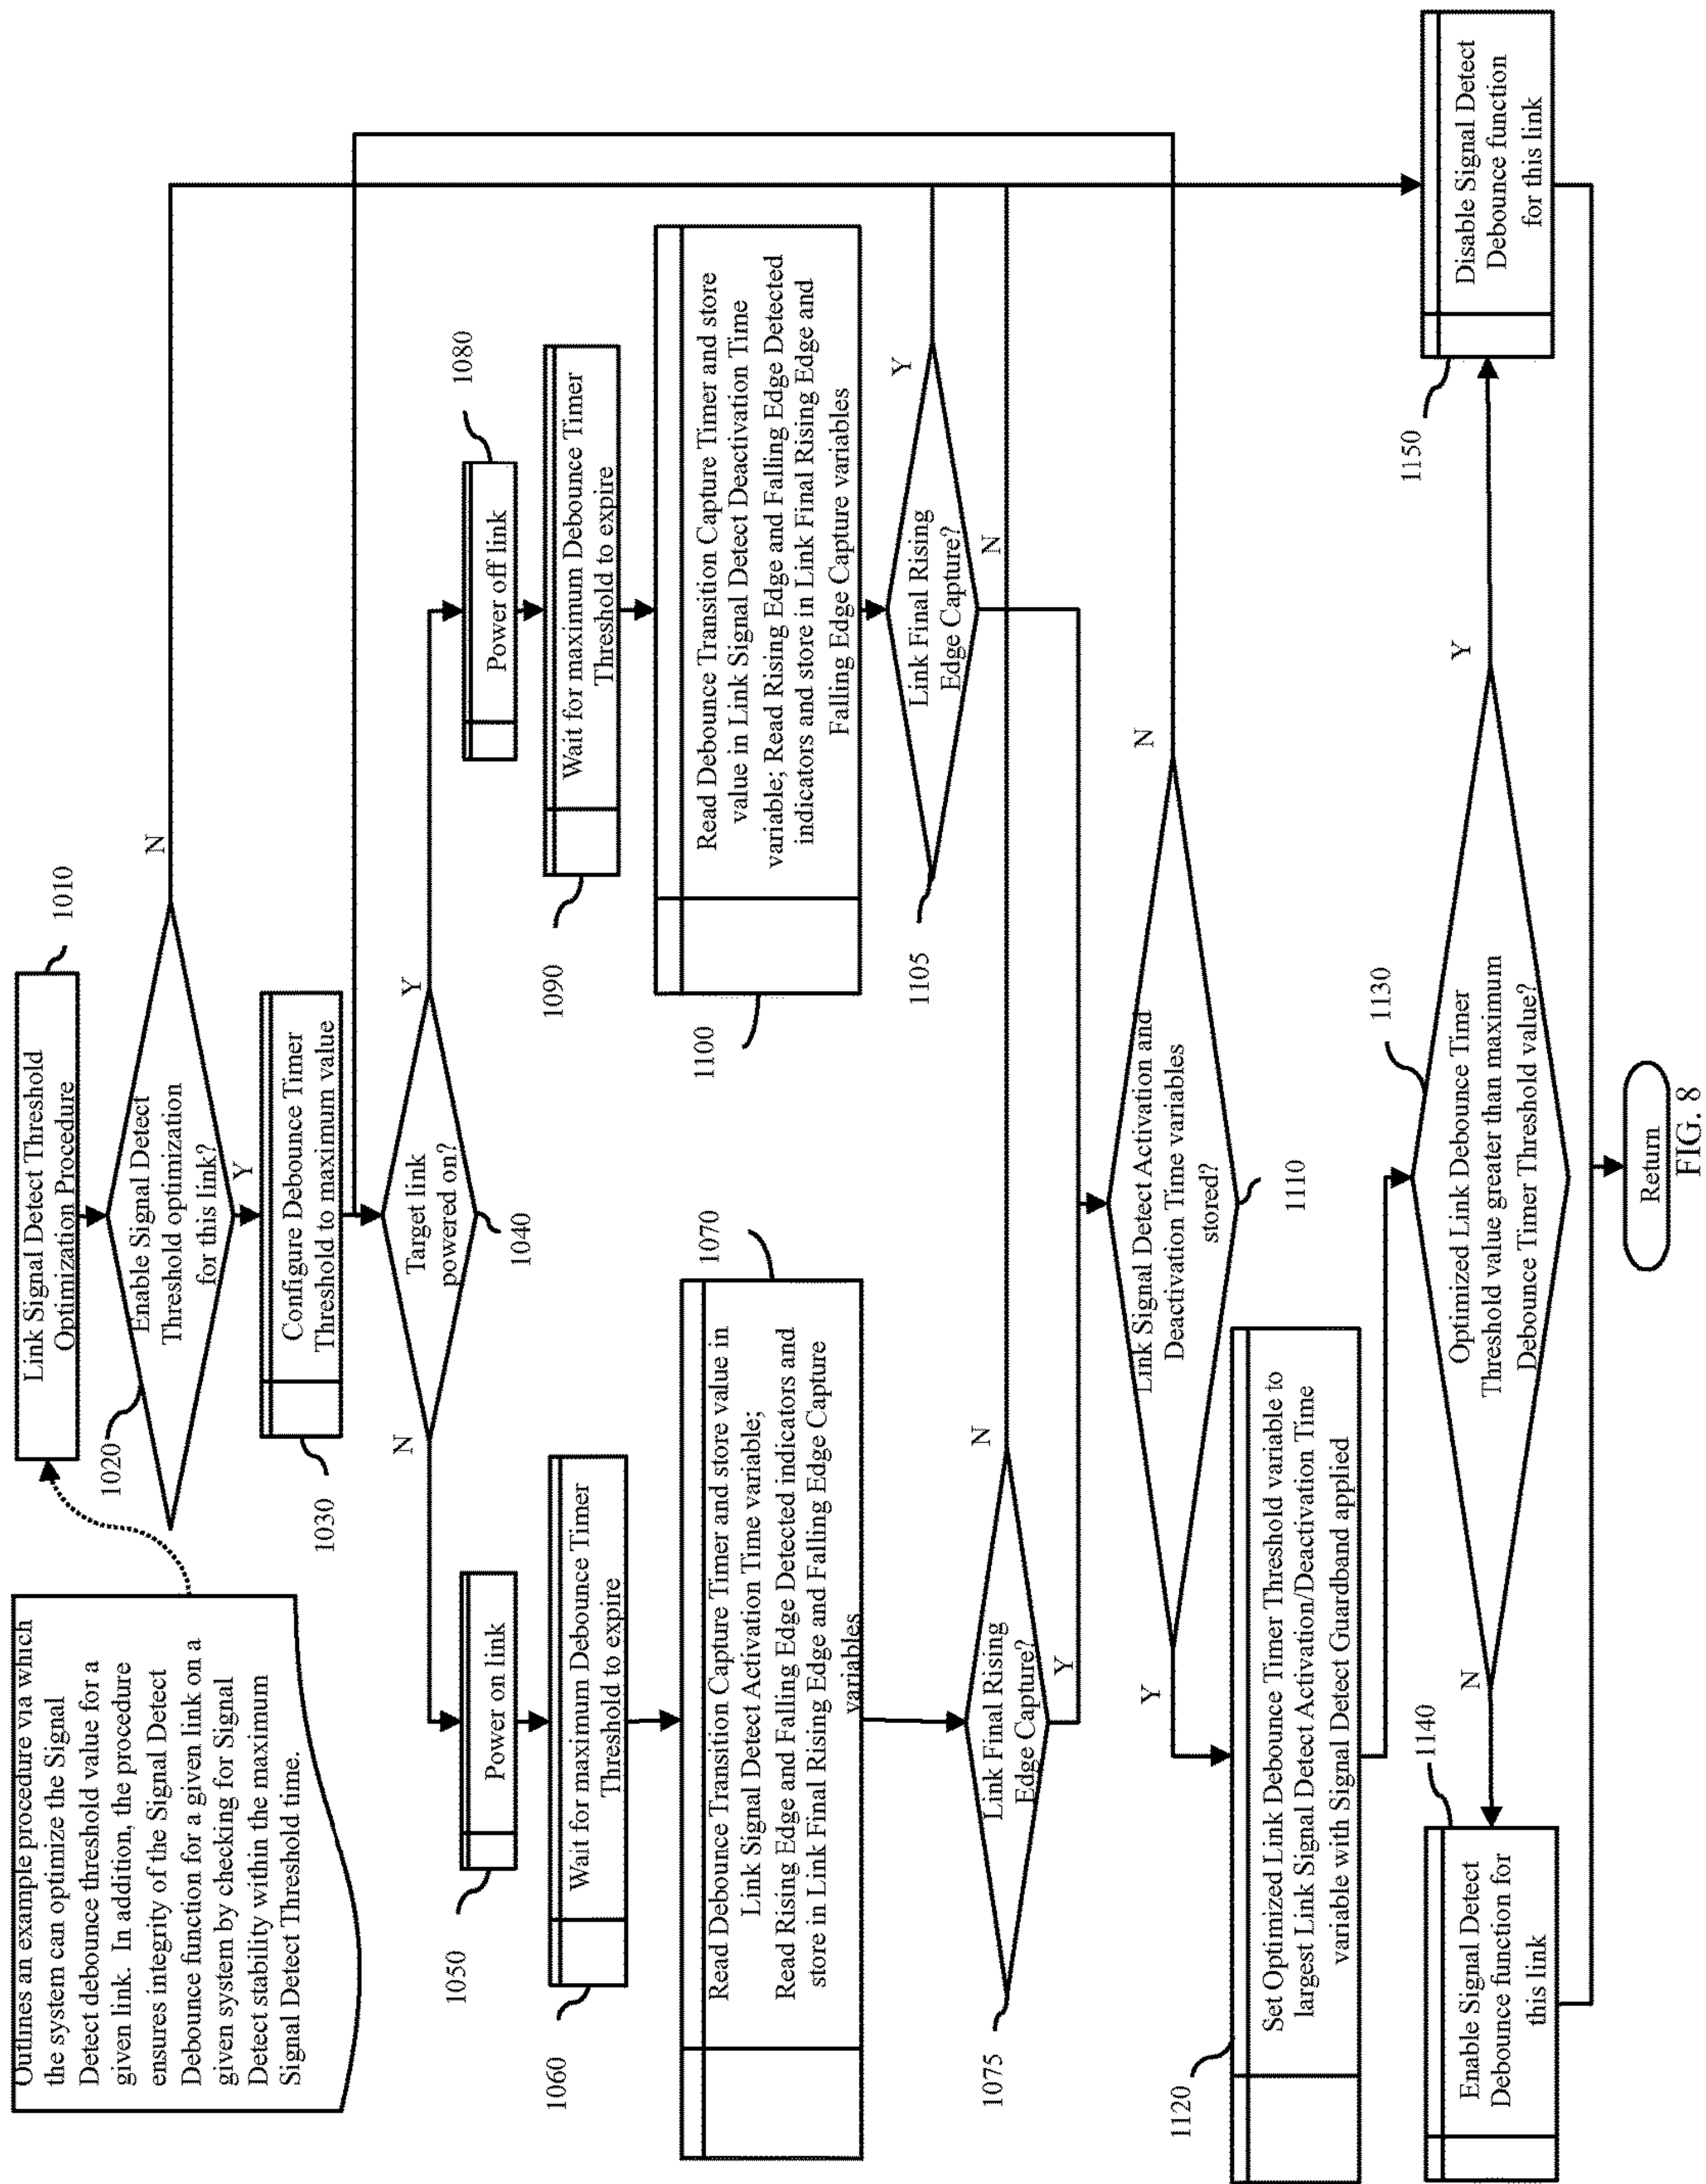 Outlines an example procedure via which
the system can optimize the Signal
Detect debounce threshold value for a
given link.  In addition, the procedure
ensures integrity of the Signal Detect
Debounce function for a given link on a
given system by checking for Signal
Detect stability within the maximum
Signal Detect Threshold time.
Link Signal Detect Threshold
Optimization Procedure
1010
1020
Enable Signal Detect
Threshold optimization
for this link?
N
Y
Configure Debounce Timer
Threshold to maximum value
1030
Target link
powered on?
N
Y
1040
Power on link
1050
Power off link
1080
Wait for maximum Debounce Timer
Threshold to expire
1060
Wait for maximum Debounce Timer
Threshold to expire
1090
Read Debounce Transition Capture Timer and store value in
Link Signal Detect Activation Time variable;
Read Rising Edge and Falling Edge Detected indicators and
store in Link Final Rising Edge and Falling Edge Capture
variables
1070
Read Debounce Transition Capture Timer and store
value in Link Signal Detect Deactivation Time
variable; Read Rising Edge and Falling Edge Detected
indicators and store in Link Final Rising Edge and
Falling Edge Capture variables
1100
Link Final Rising
Edge Capture?
Y
N
1105
Link Final Rising
Edge Capture?
N
Y
1075
Link Signal Detect Activation and
Deactivation Time variables
stored?
Y
N
1110
Set Optimized Link Debounce Timer Threshold variable to
largest Link Signal Detect Activation/Deactivation Time
variable with Signal Detect Guardband applied
1120
Optimized Link Debounce Timer
Threshold value greater than maximum
Debounce Timer Threshold value?
1130
N
Y
Enable Signal Detect
Debounce function for
this link
1140
Disable Signal Detect
Debounce function
for this link
1150
Return
FIG. 8